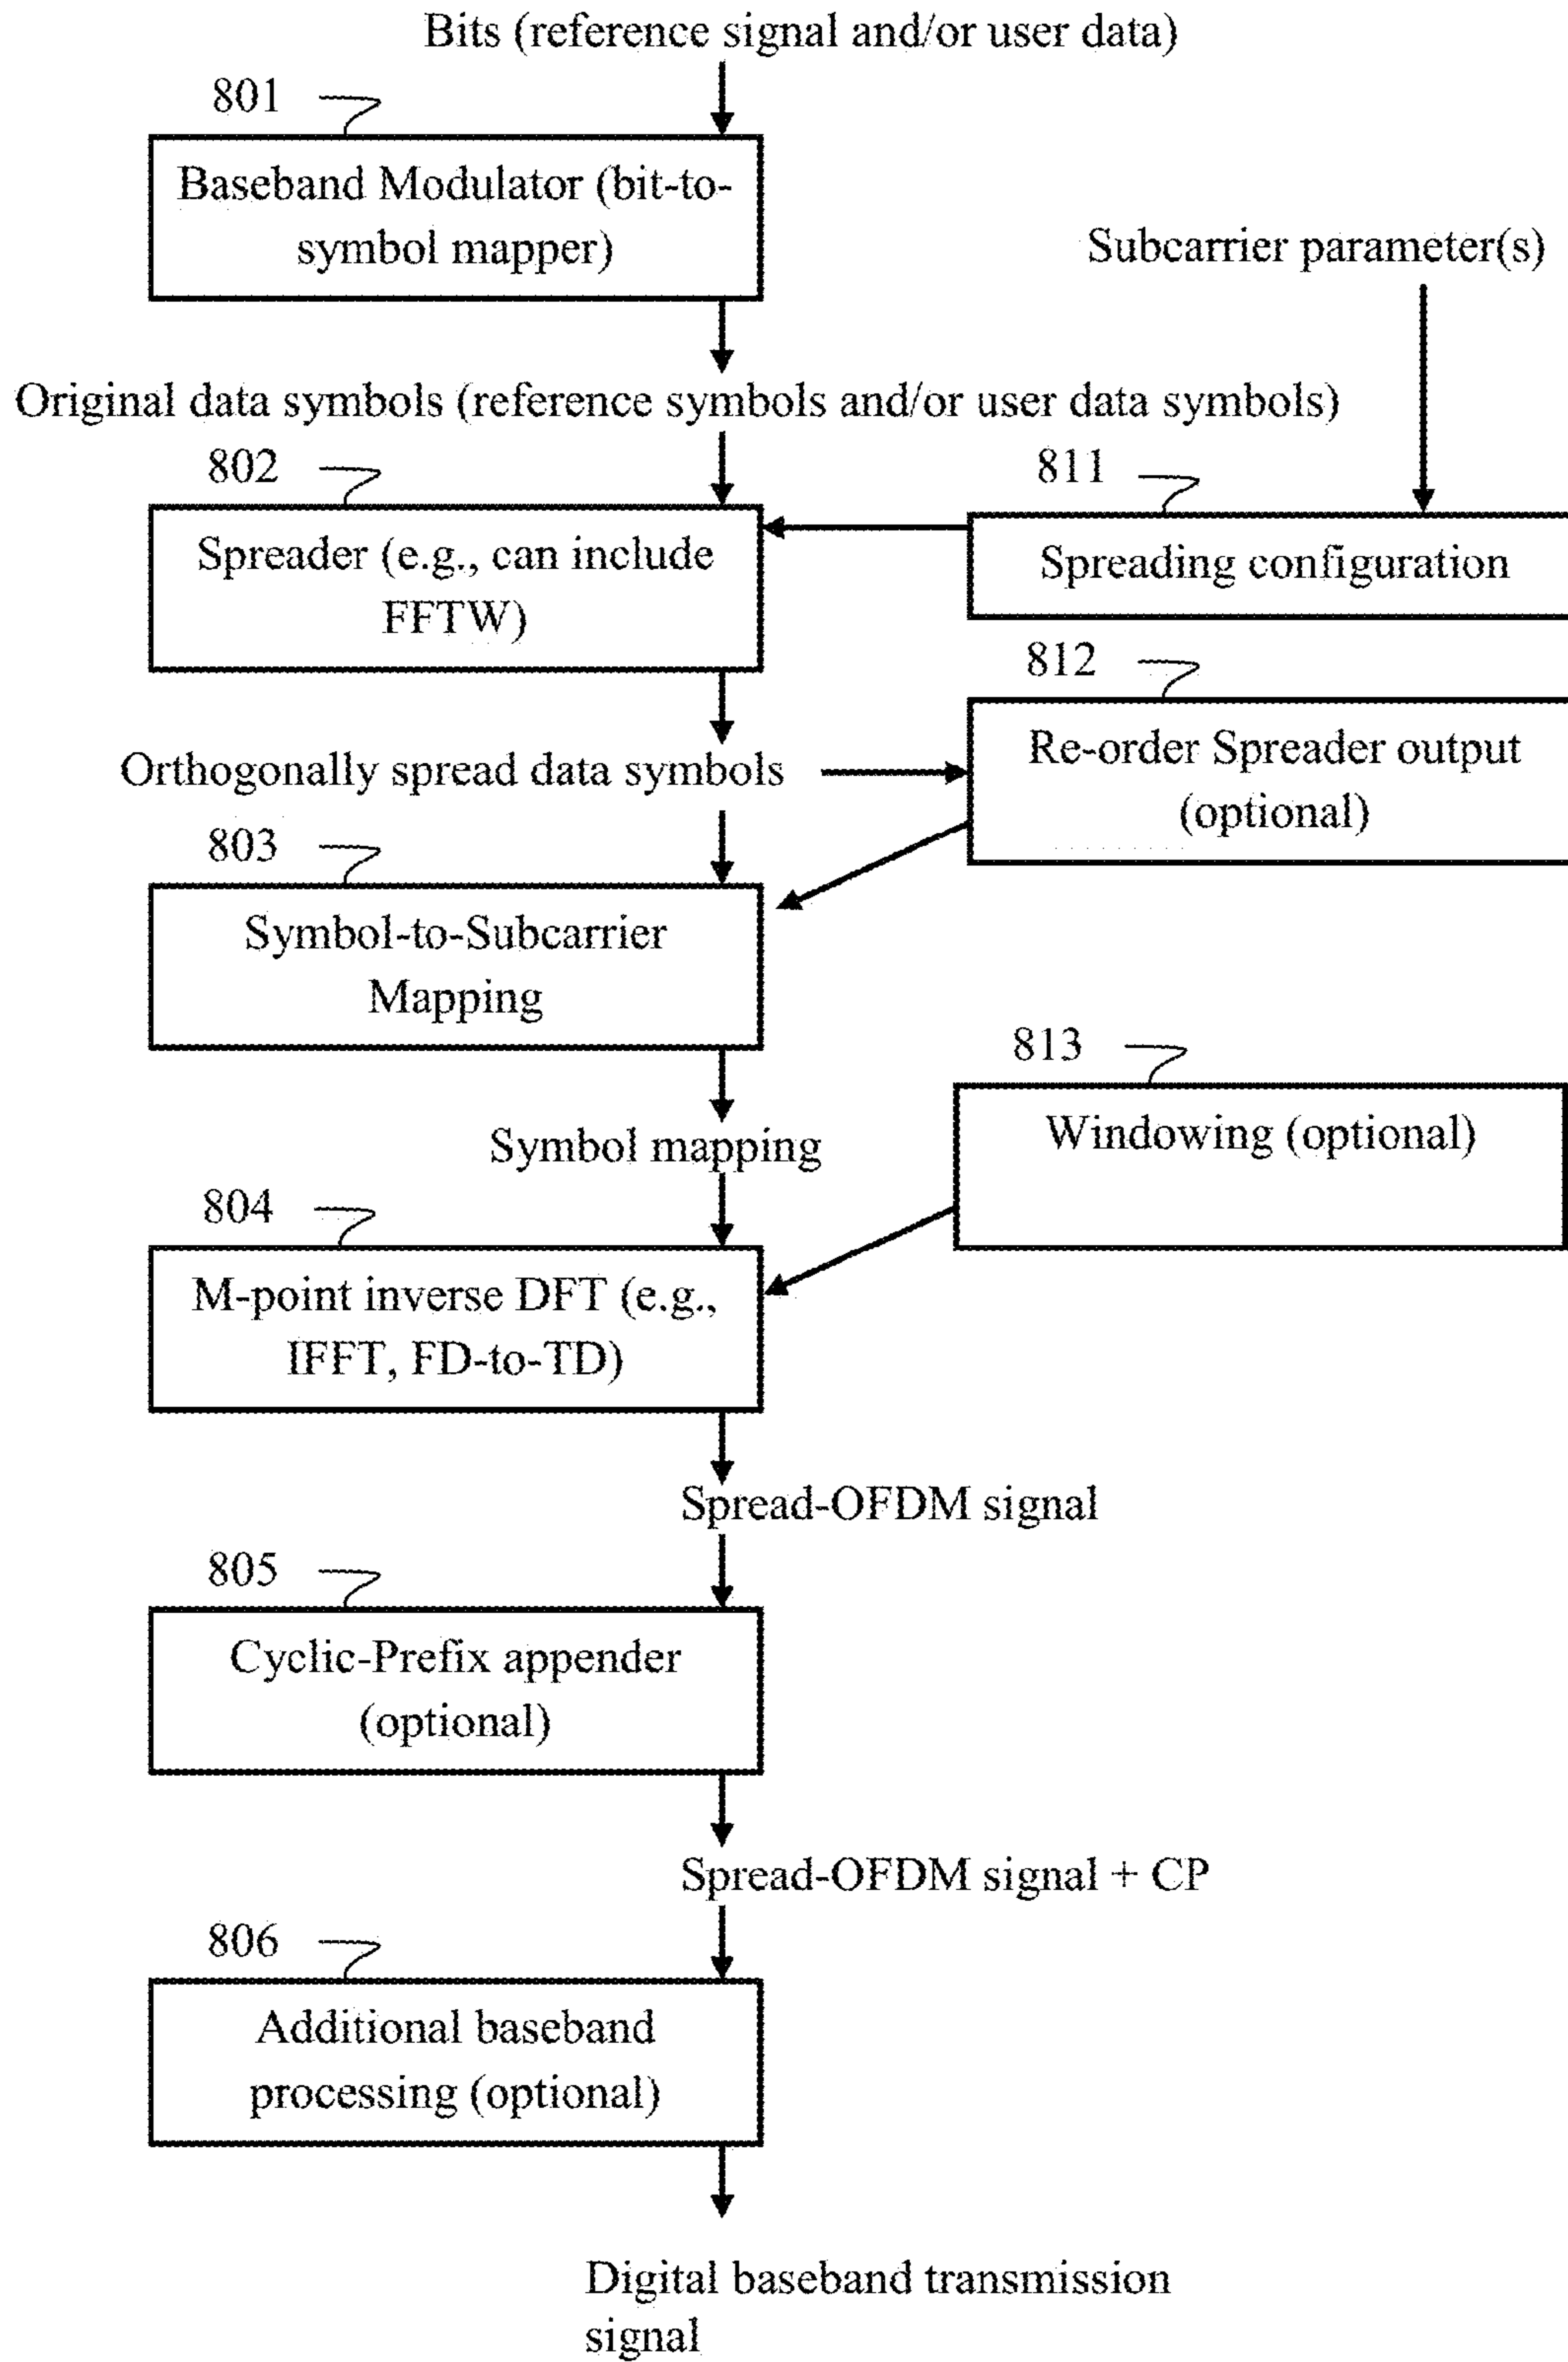 Bits (reference signal and/or user data)
801
Baseband Modulator (bit-to-
symbol mapper)
Subcarrier parameter(s)
Original data symbols (reference symbols and/or user data symbols)
802
811
Spreader (e.g., can include
FFTW)
Spreading configuration
812
Re-order Spreader output
(optional)
Orthogonally spread data symbols
803
Symbol-to-Subcarrier
Mapping
813
Windowing (optional)
Symbol mapping
804
M-point inverse DFT (e.g.,
IFFT, FD-to-TD)
Spread-OFDM signal
805
Cyclic-Prefix appender
(optional)
Spread-OFDM signal + CP
806
Additional baseband
processing (optional)
Digital baseband transmission
signal